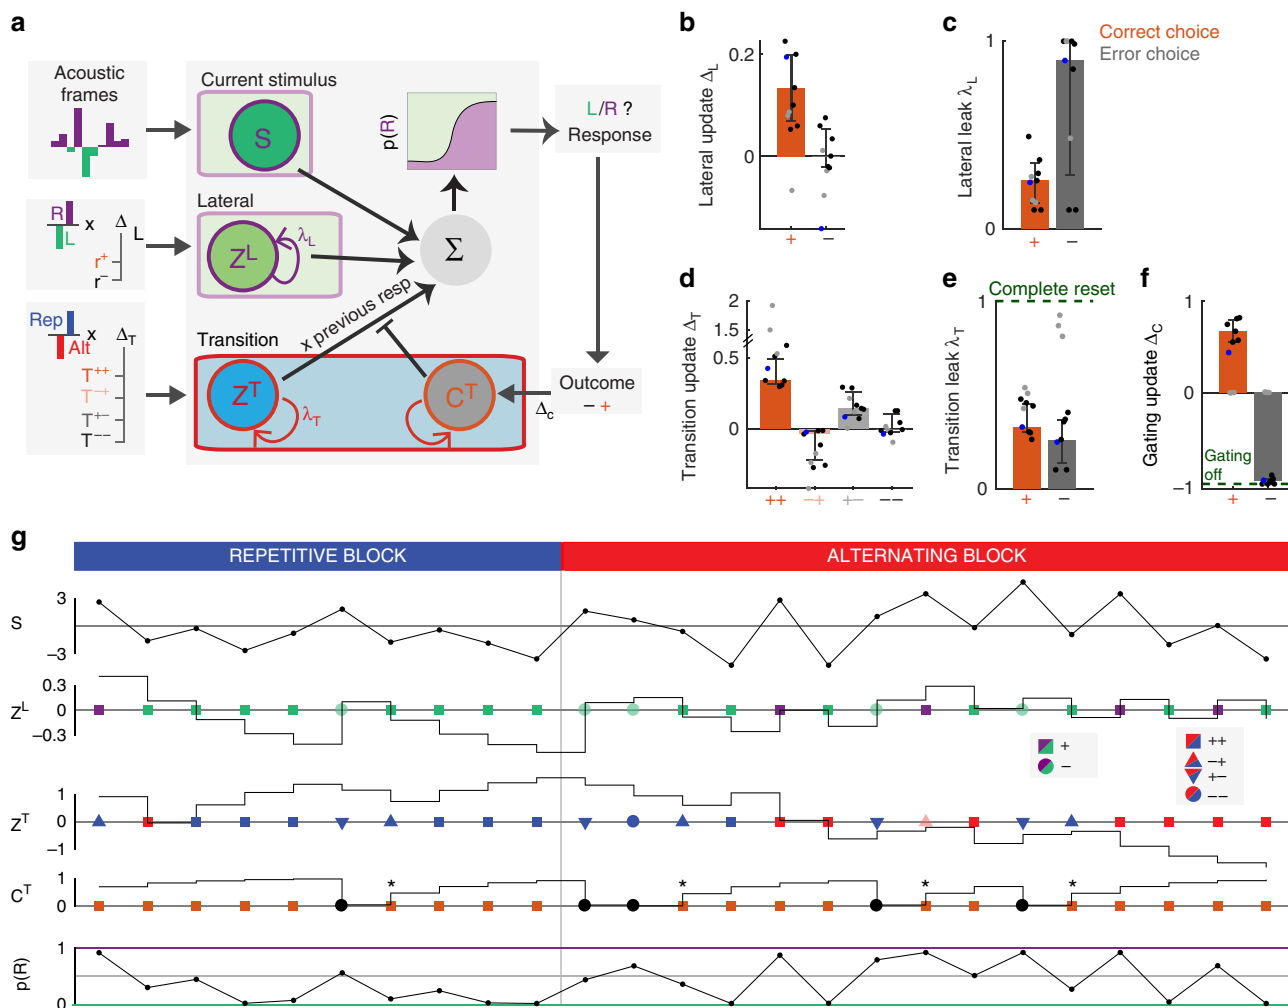 a
Acoustic
frames
Current stimulus
S
p(R)
L/R ?
Response
R
L
x
Δ
L
r+
r−
Lateral
ZL
λL
Σ
x previous resp
Rep
Alt
x
ΔT
T++
T−+
T+−
T−−
Transition
ZT
λT
CT
Δc
Outcome
− +
b
Lateral update ΔL
0.2
0
+
−
c
Correct choice
Error choice
Lateral leak λL
1
0
+
−
d
Transition update ΔT
2
1.5
0.5
0
++
−+
+−
−−
e
Complete reset
Transition leak λT
1
0
+
−
f
Gating update ΔC
1
0
−1
Gating
off
+
−
g
REPETITIVE BLOCK
ALTERNATING BLOCK
S
3
−3
ZL
0.3
0
−0.3
+
−
++
−+
+−
−−
ZT
1
0
−1
CT
1
0
*
*
*
*
p(R)
1
0